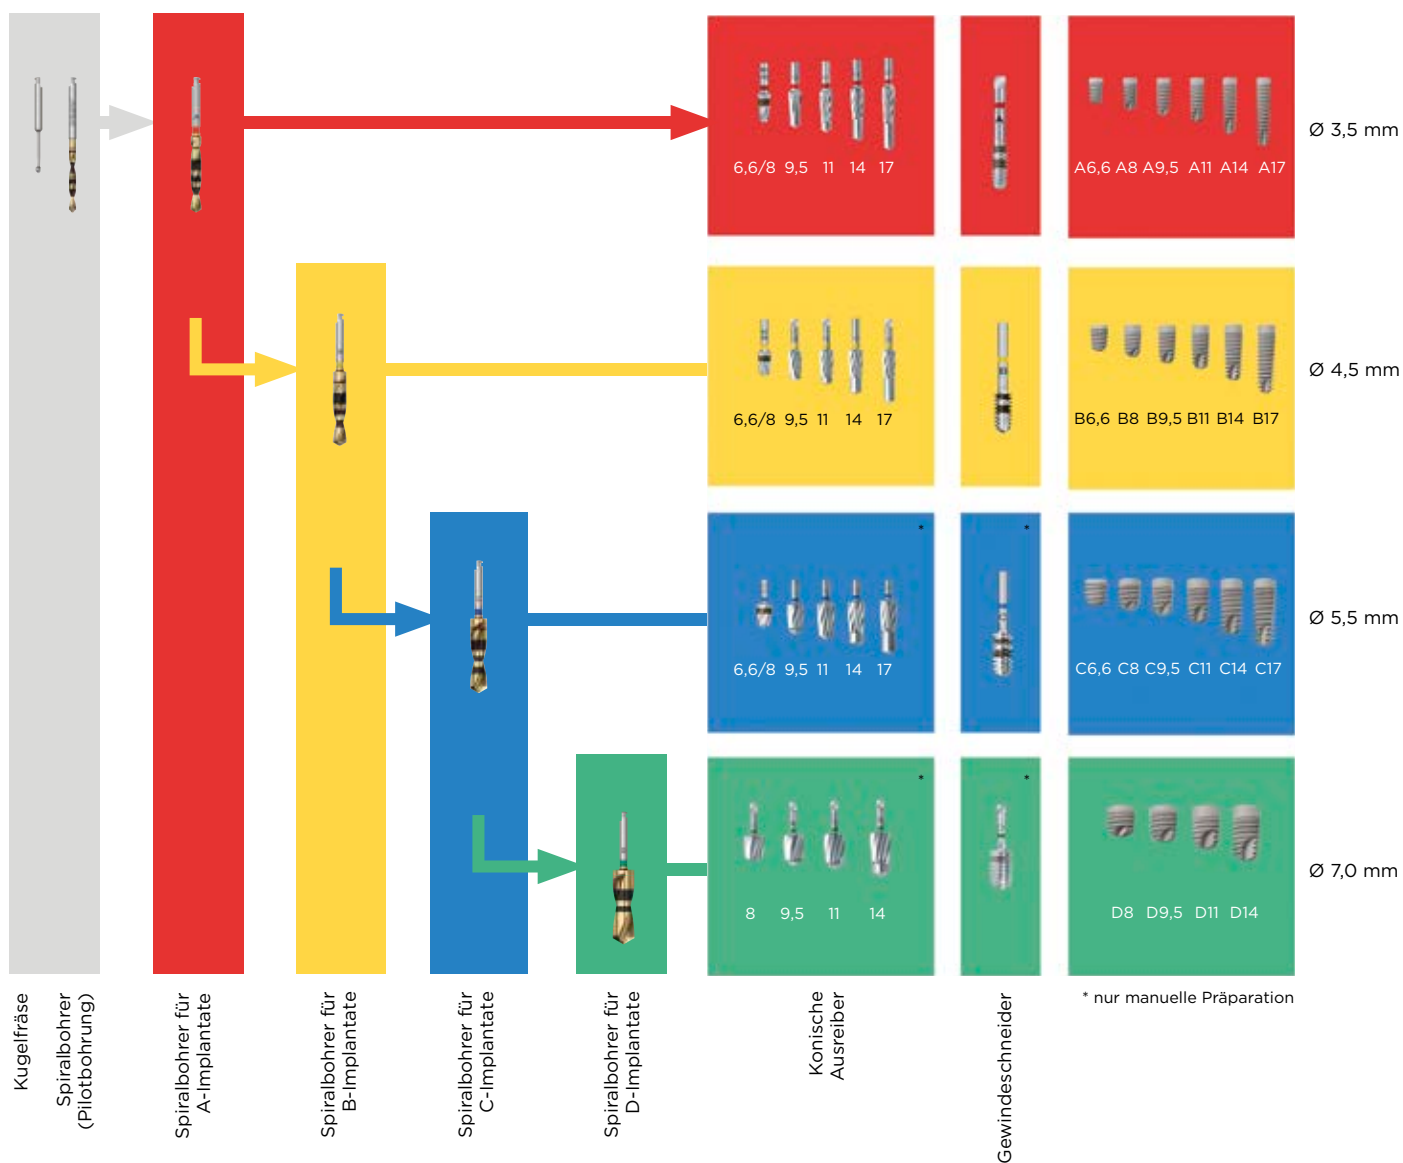 6,6/8 9,5 11 14 17
A6,6 A8 A9,5 A11 A14 A17
Ø 3,5 mm
6,6/8 9,5 11 14 17
B6,6 B8 B9,5 B11 B14 B17
Ø 4,5 mm
*
*
6,6/8 9,5 11 14 17
C6,6 C8 C9,5 C11 C14 C17
Ø 5,5 mm
*
*
8 9,5 11 14
D8 D9,5 D11 D14
Ø 7,0 mm
Kugelfräse
Spiralbohrer
(Pilotbohrung)
Spiralbohrer für
A-Implantate
Spiralbohrer für
B-Implantate
Spiralbohrer für
C-Implantate
Spiralbohrer für
D-Implantate
Konische
Ausreiber
Gewindeschneider
* nur manuelle Präparation